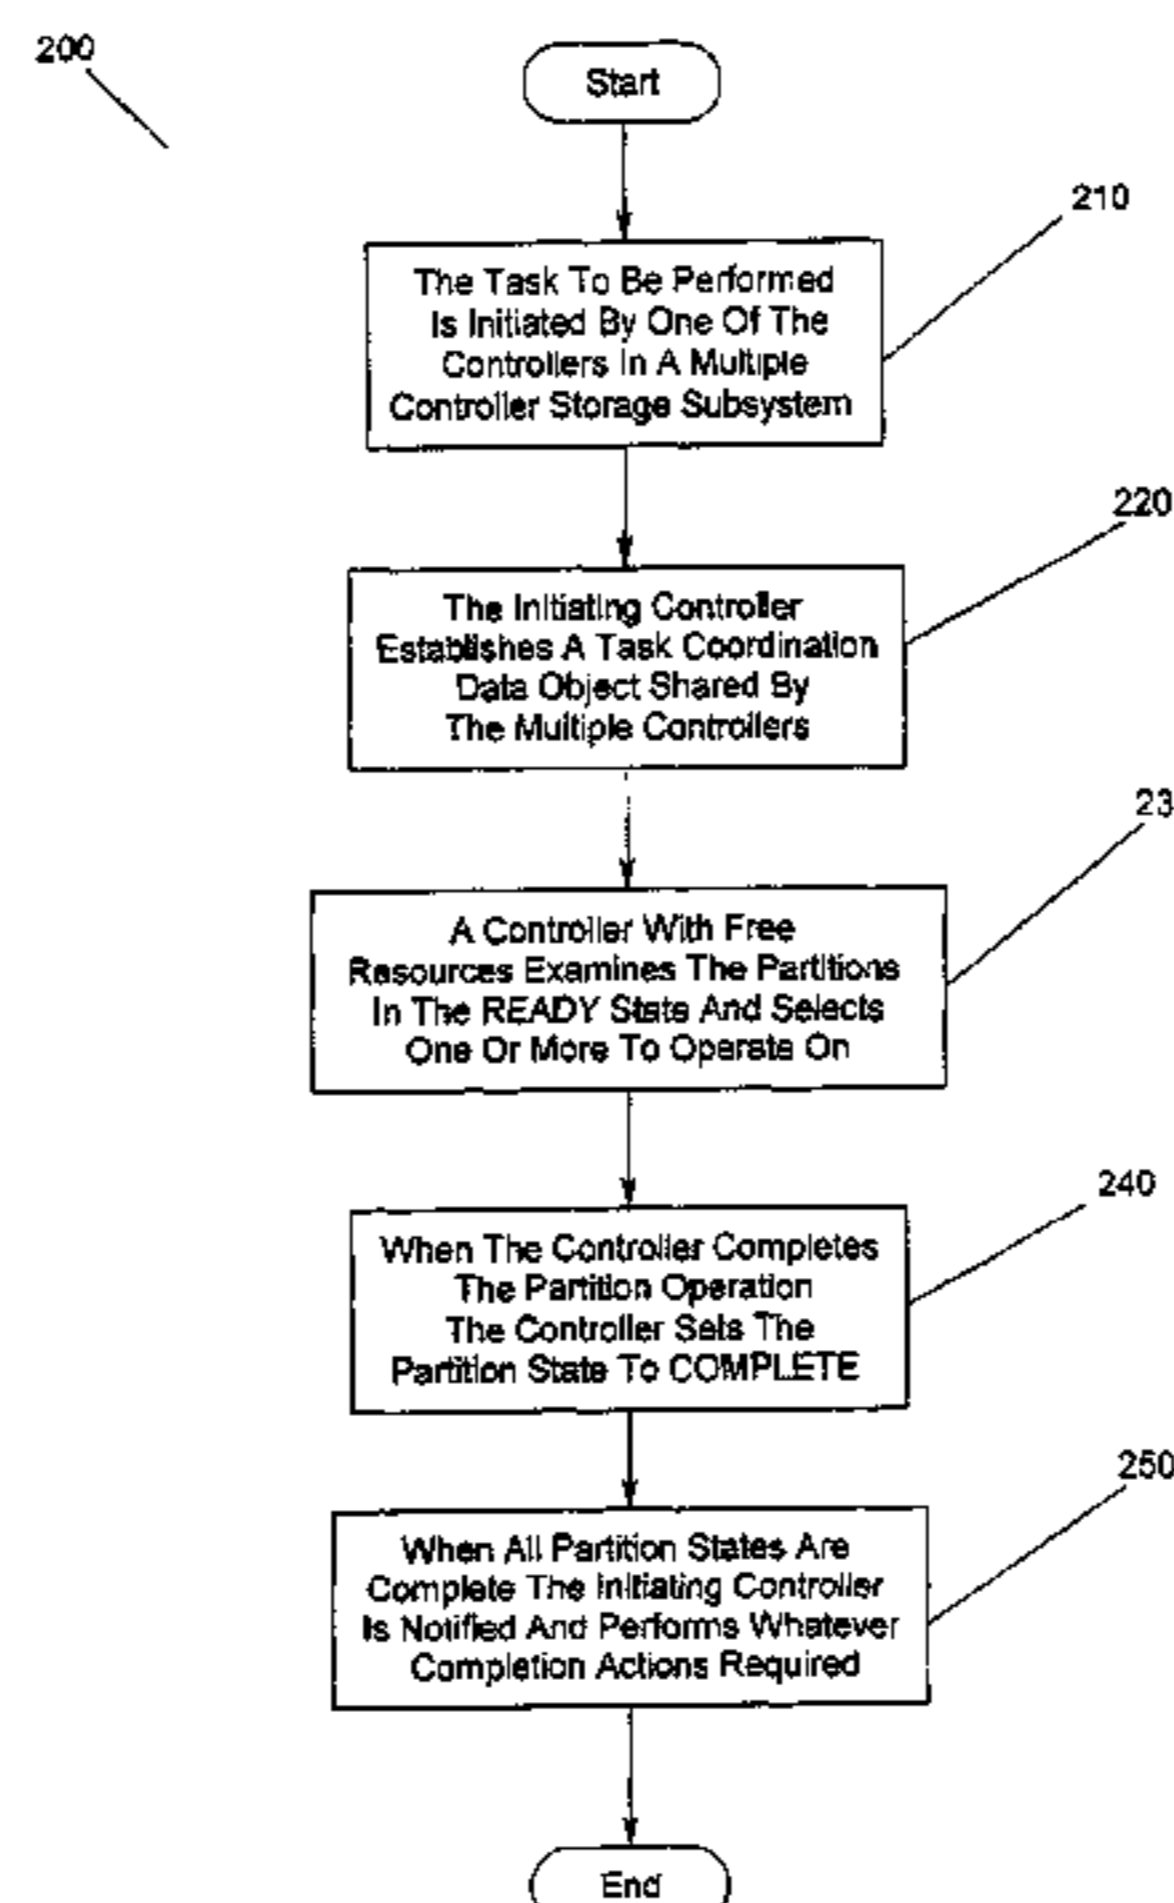 200
Start
210
The Task To Be Performed
Is Initiated By One Of The
Controllers In A Multiple
Controller Storage Subsystem
220
The Initiating Controller
Establishes A Task Coordination
Data Object Shared By
The Multiple Controllers
23
A Controller With Free
Resources Examines The Partitions
In The READY State And Selects
One Or More To Operate On
240
When The Controller Completes
The Partition Operation
The Controller Sets The
Partition State To COMPLETE
250
When All Partition States Are
Complete The Initiating Controller
Is Notified And Performs Whatever
Completion Actions Required
End